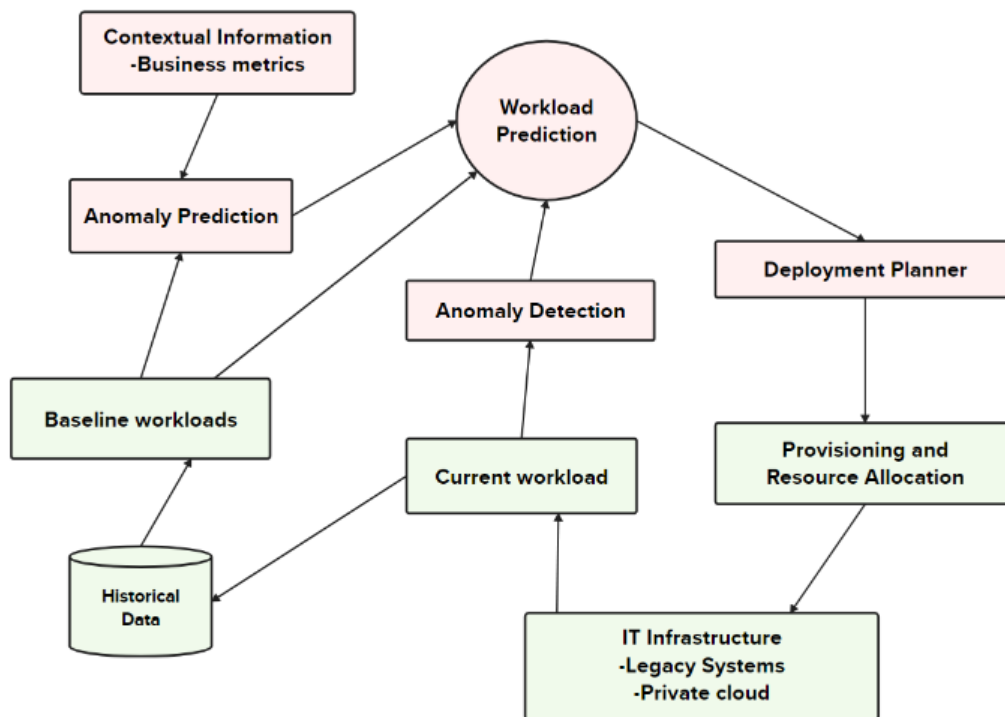 Contextual Information
-Business metrics
Workload
Prediction
Anomaly Prediction
Deployment Planner
Anomaly Detection
Baseline workloads
Current workload
Provisioning and
Resource Allocation
Historical
Data
IT Infrastructure
-Legacy Systems
-Private cloud